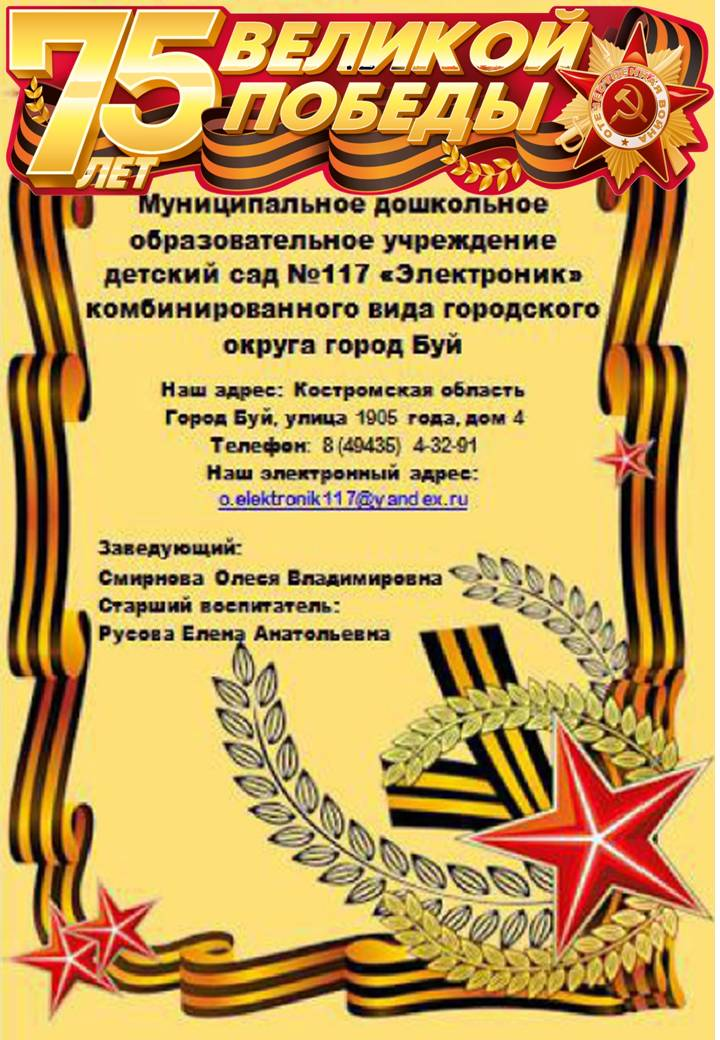 75 ВЕЛИКОЙ
ПОБЕДЫ
ЛЕТ
ОТЕЧЕСТВЕННАЯ ВОЙНА
Муниципальное дошкольное
образовательное учреждение
детский сад №117 «Электроник»
комбинированного вида городского
округа город Буй
Наш адрес: Костромская область
Город Буй, улица 1905 года, дом 4
Телефон: 8 (49435) 4-32-91
Наш электронный адрес:
o.elektronik117@yandex.ru
Заведующий:
Смирнова Олеся Владимировна
Старший воспитатель:
Русова Елена Анатольевна